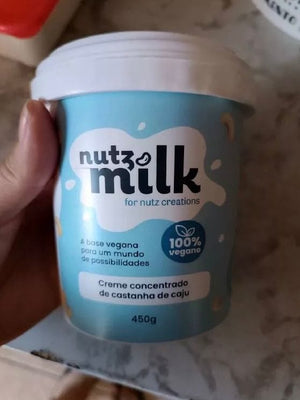 nutz
milk
for nutz creations
A base vegana
para um mundo
de possibilidades
100%
vegano
Creme concentrado
de castanha de caju
450g